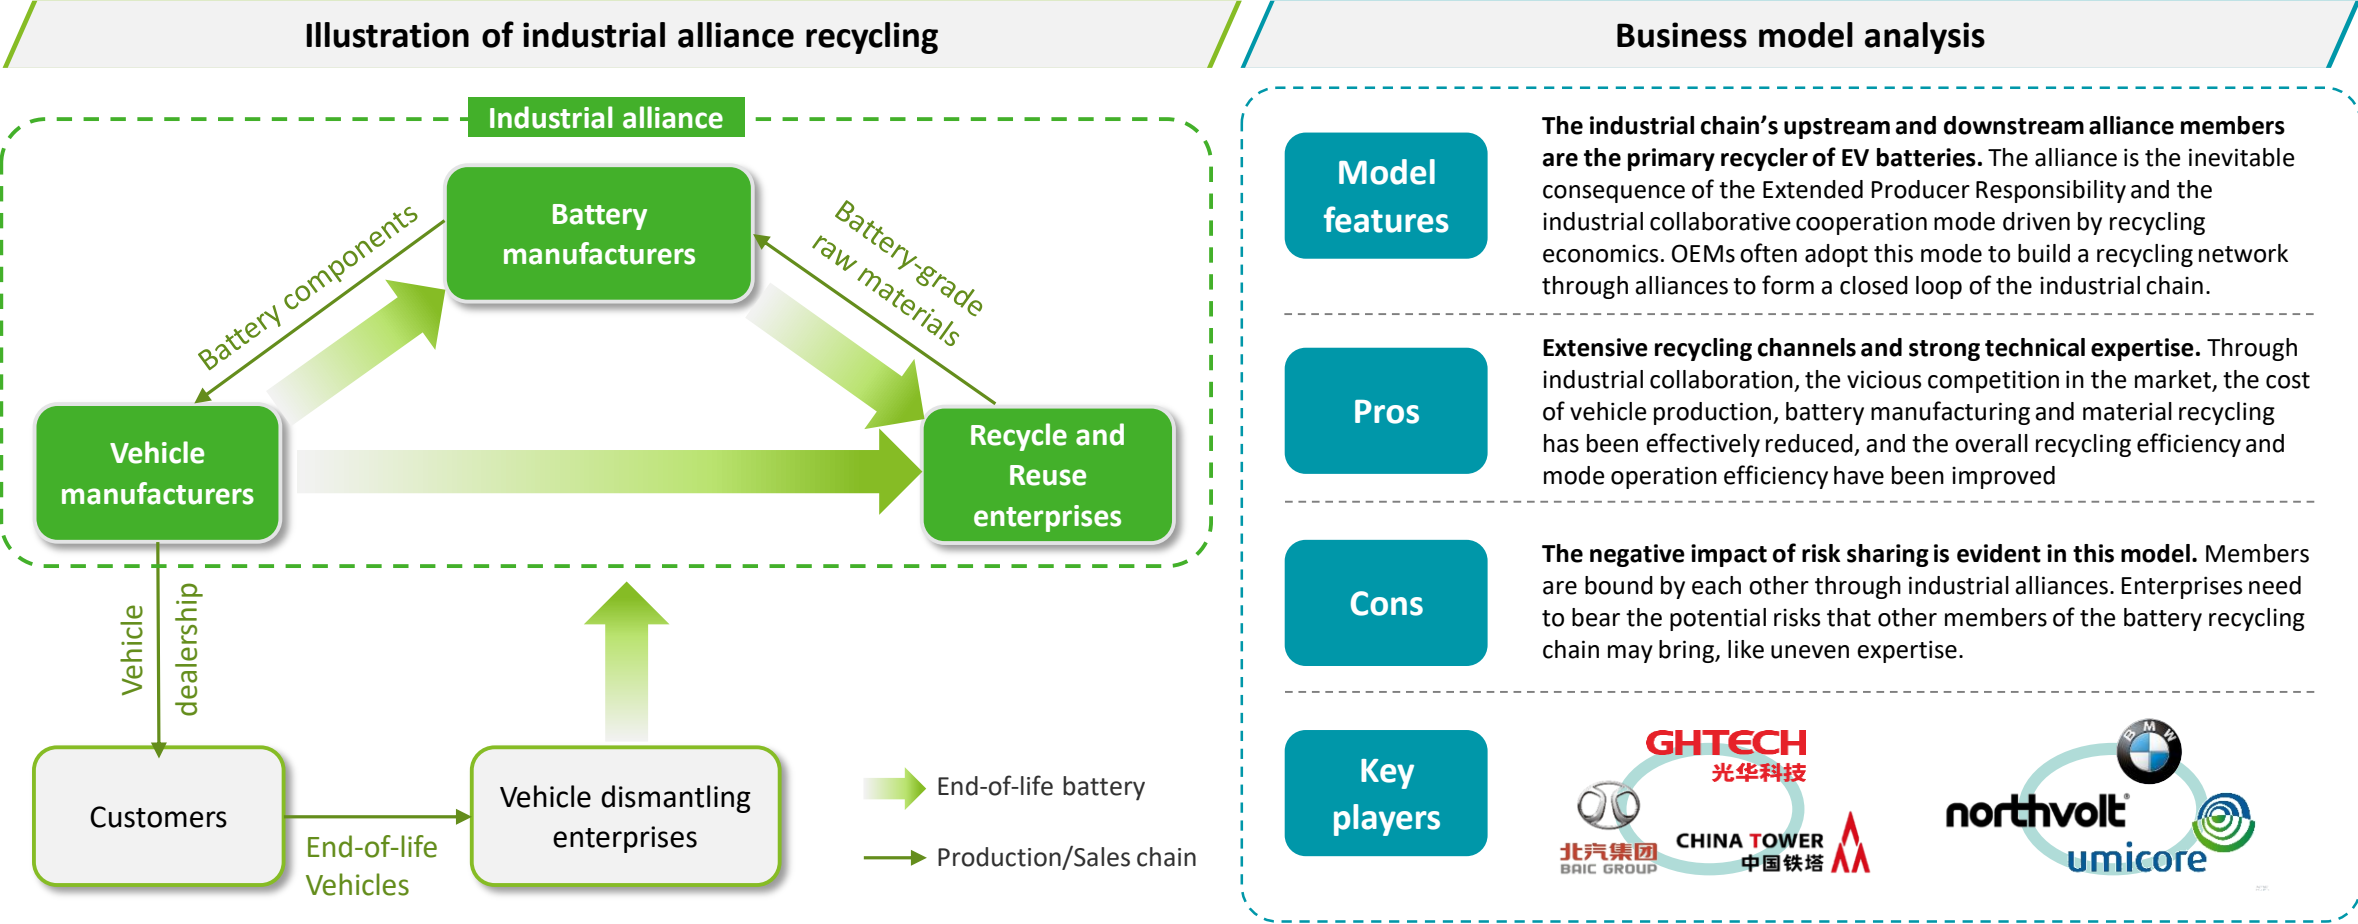 Illustration of industrial alliance recycling
Industrial alliance
Battery
manufacturers
Battery components
Battery-grade
raw materials
Vehicle
manufacturers
Recycle and
Reuse
enterprises
Vehicle
dealership
Customers
End-of-life
Vehicles
Vehicle dismantling
enterprises
End-of-life battery
Production/Sales chain
Business model analysis
Model
features
The industrial chain’s upstream and downstream alliance members
are the primary recycler of EV batteries. The alliance is the inevitable
consequence of the Extended Producer Responsibility and the
industrial collaborative cooperation mode driven by recycling
economics. OEMs often adopt this mode to build a recycling network
through alliances to form a closed loop of the industrial chain.
Pros
Extensive recycling channels and strong technical expertise. Through
industrial collaboration, the vicious competition in the market, the cost
of vehicle production, battery manufacturing and material recycling
has been effectively reduced, and the overall recycling efficiency and
mode operation efficiency have been improved
Cons
The negative impact of risk sharing is evident in this model. Members
are bound by each other through industrial alliances. Enterprises need
to bear the potential risks that other members of the battery recycling
chain may bring, like uneven expertise.
Key
players
GHTECH
光华科技
北汽集团
BAIC GROUP
CHINA TOWER
中国铁塔
BMW
northvolt
umicore